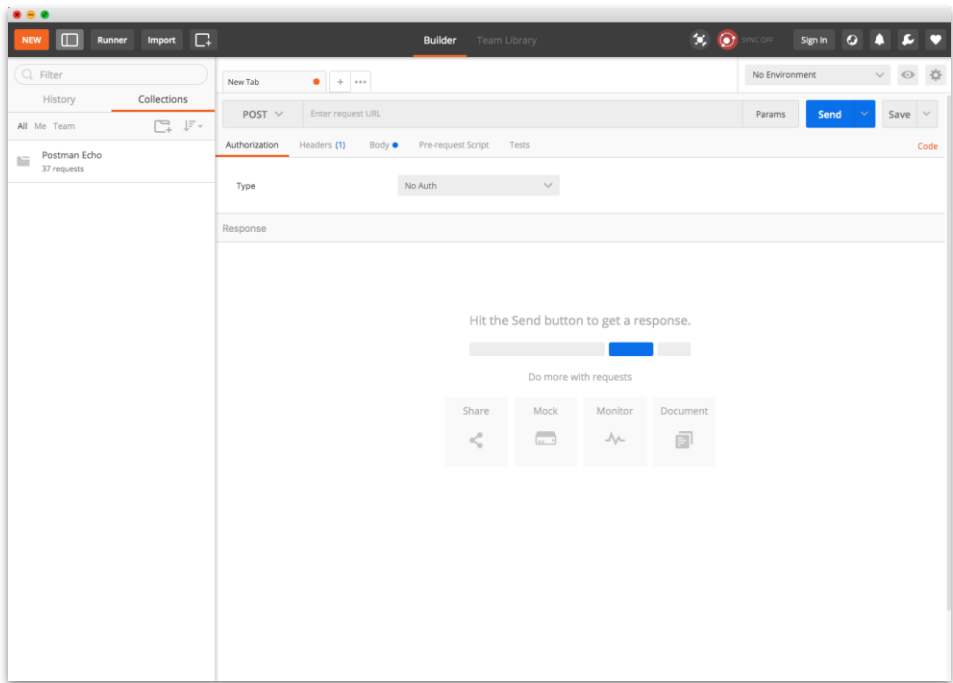 NEW Runner Import Builder Team Library SYNC OFF Sign In
Filter
History Collections
All Me Team
Postman Echo
37 requests
New Tab + ••• No Environment
POST Enter request URL Params Send Save
Authorization Headers (1) Body Pre-request Script Tests Code
Type No Auth
Response
Hit the Send button to get a response.
Do more with requests
Share Mock Monitor Document